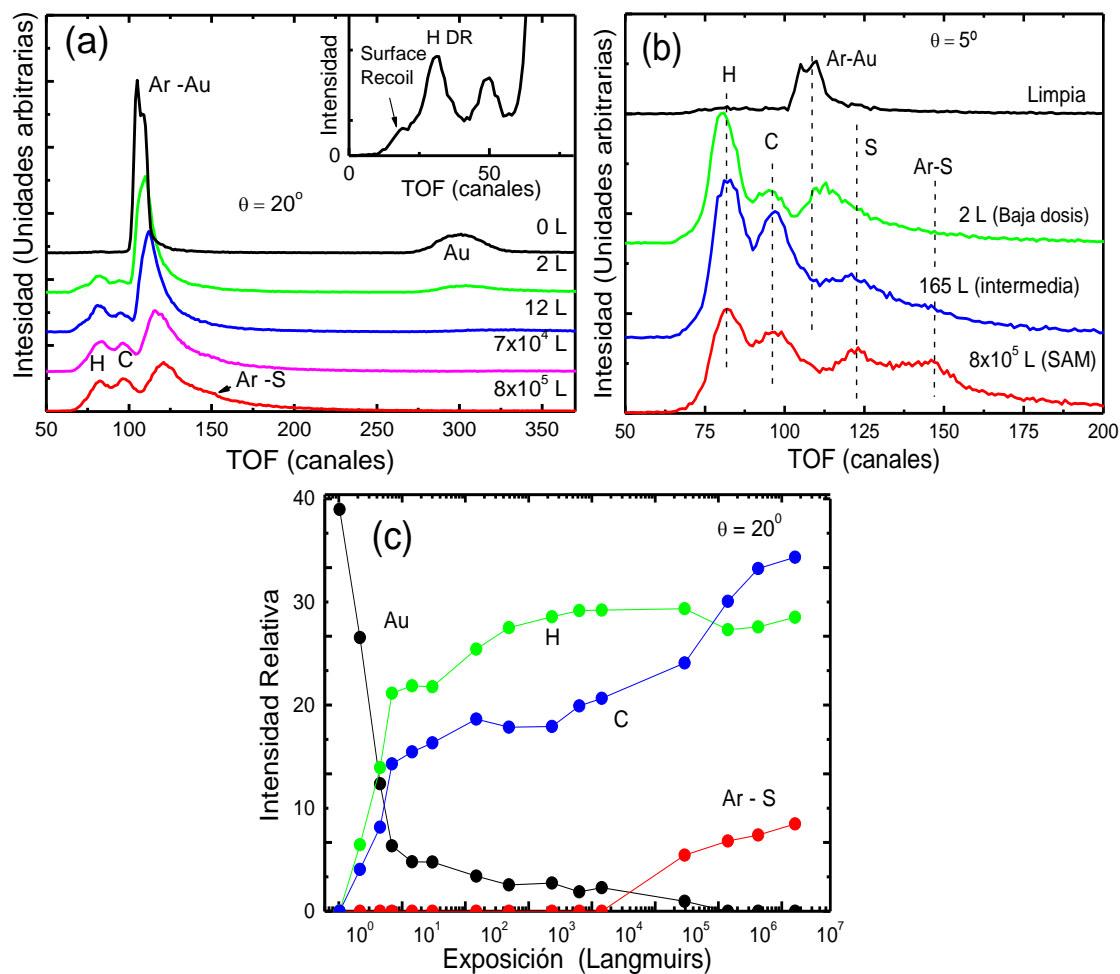 (a)
Ar -Au
θ = 20º
0 L
Au
2 L
12 L
7x10⁴ L
H
C
Ar -S
8x10⁵ L
50 100 150 200 250 300 350
TOF (canales)
Intesidad (Unidades arbitrarias)
H DR
Surface
Recoil
Intensidad
0
0 50
TOF (canales)
(b)
θ = 5º
H
Ar-Au
Limpia
C
S
Ar-S
2 L (Baja dosis)
165 L (intermedia)
8x10⁵ L (SAM)
50 75 100 125 150 175 200
TOF (canales)
Intesidad (Unidades arbitrarias)
(c)
θ = 20⁰
40
30
20
10
0
Au
H
C
Ar - S
Intensidad Relativa
10⁰ 10¹ 10² 10³ 10⁴ 10⁵ 10⁶ 10⁷
Exposición (Langmuirs)